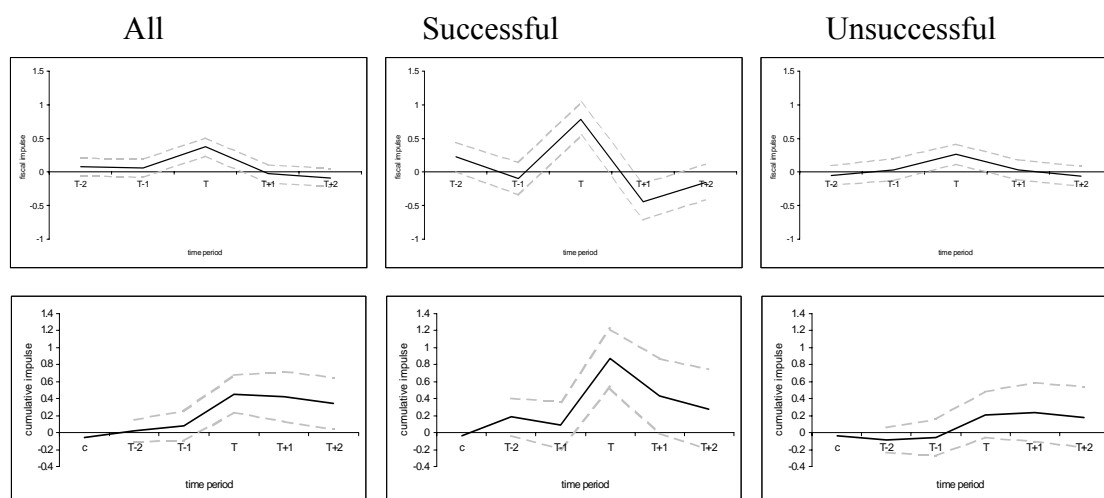 All Successful Unsuccessful
1.5
1
0.5
0
-0.5
-1
fiscal impulse
T-2 T-1 T T+1 T+2
time period
1.5
1
0.5
0
-0.5
-1
fiscal impulse
T-2 T-1 T T+1 T+2
time period
1.5
1
0.5
0
-0.5
-1
fiscal impulse
T-2 T-1 T T+1 T+2
time period
1.4
1.2
1
0.8
0.6
0.4
0.2
0
-0.2
-0.4
cumulative impulse
c T-2 T-1 T T+1 T+2
time period
1.4
1.2
1
0.8
0.6
0.4
0.2
0
-0.2
-0.4
cumulative impulse
c T-2 T-1 T T+1 T+2
time period
1.4
1.2
1
0.8
0.6
0.4
0.2
0
-0.2
-0.4
cumulative impulse
c T-2 T-1 T T+1 T+2
time period